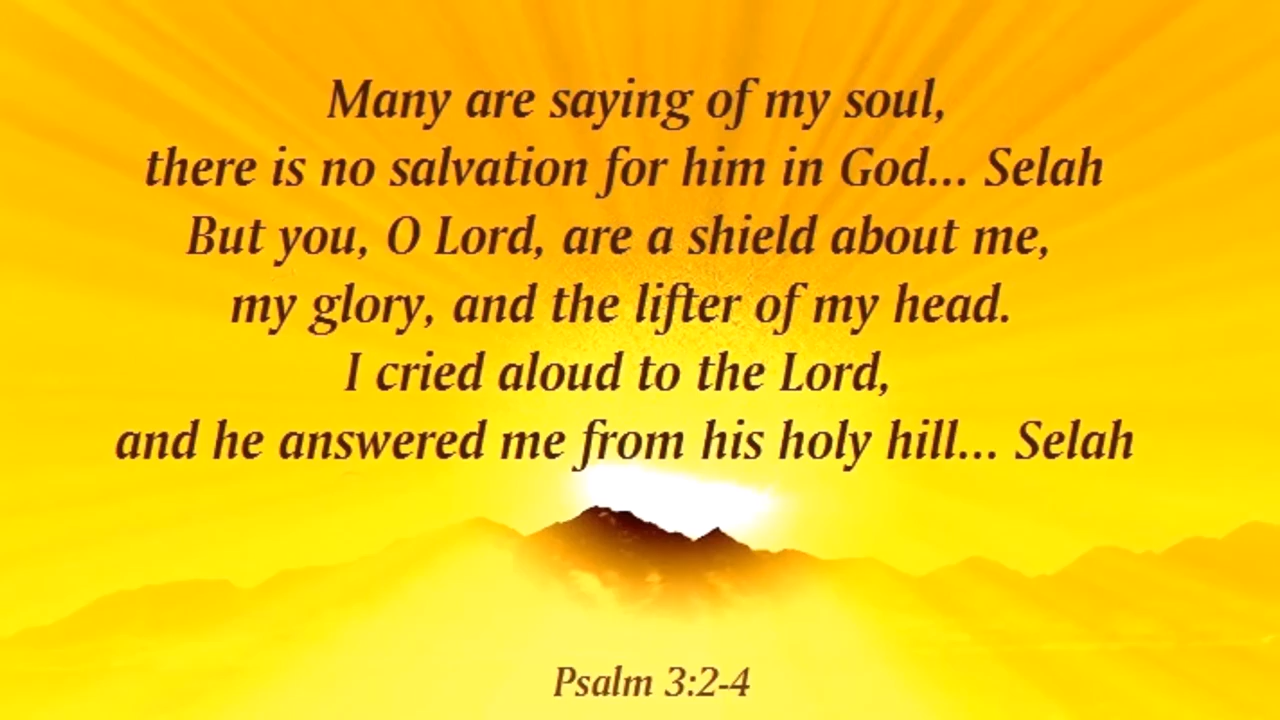 Many are saying of my soul,
there is no salvation for him in God... Selah
But you, O Lord, are a shield about me,
my glory, and the lifter of my head.
I cried aloud to the Lord,
and he answered me from his holy hill... Selah
Psalm 3:2-4